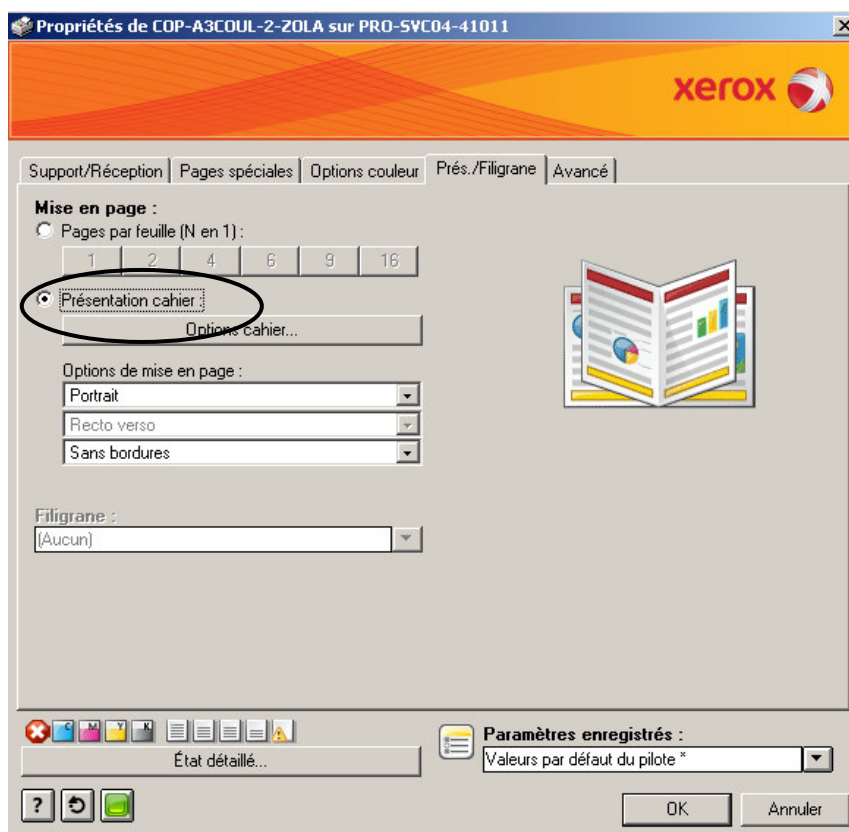 Propriétés de COP-A3COUL-2-ZOLA sur PRO-SVC04-41011
xerox
Support/Réception Pages spéciales Options couleur Prés./Filigrane Avancé
Mise en page :
Pages par feuille (N en 1) :
1 2 4 6 9 16
Présentation cahier :
Options cahier...
Options de mise en page :
Portrait
Recto verso
Sans bordures
Filigrane :
(Aucun)
C M Y K
Paramètres enregistrés :
État détaillé...
Valeurs par défaut du pilote *
?
OK Annuler